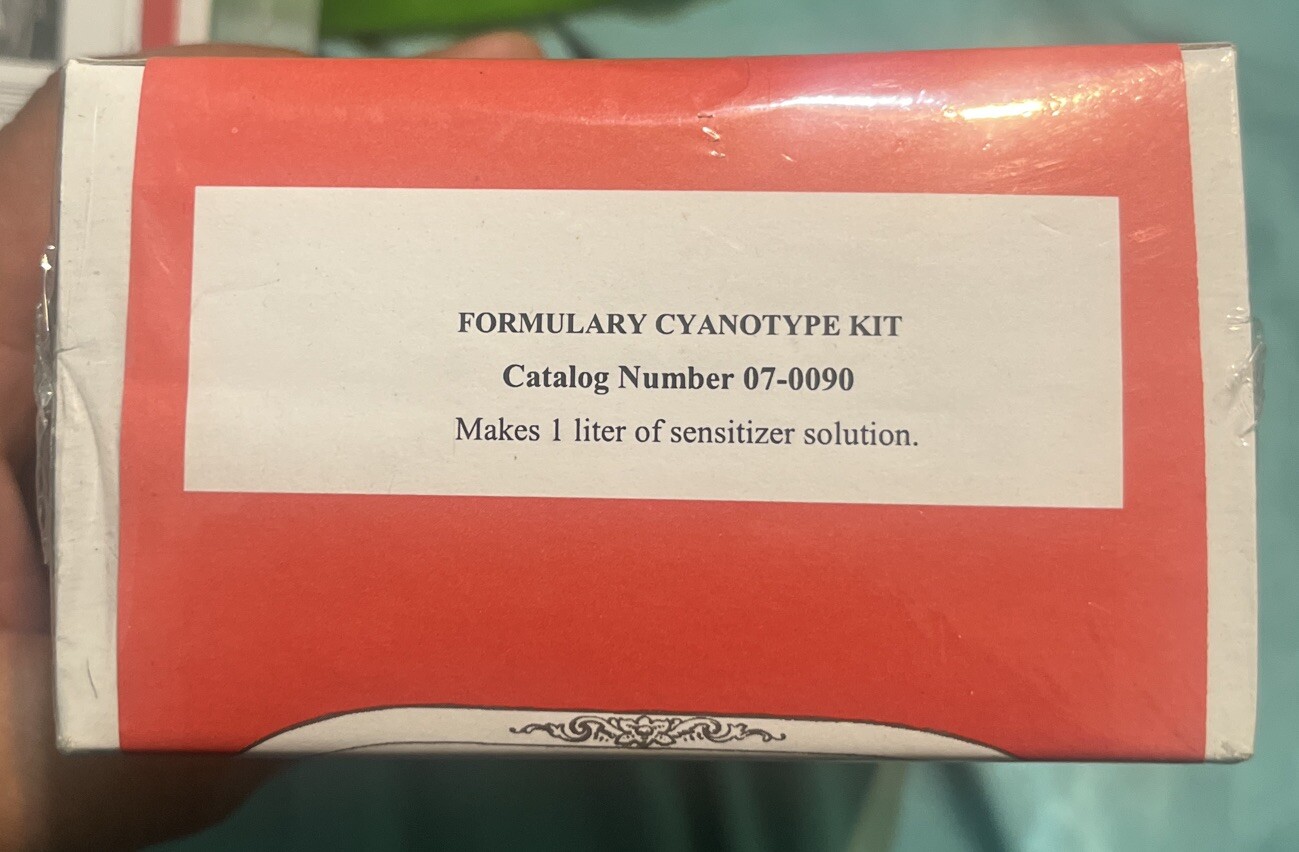 FORMULARY CYANOTYPE KIT
Catalog Number 07-0090
Makes 1 liter of sensitizer solution.